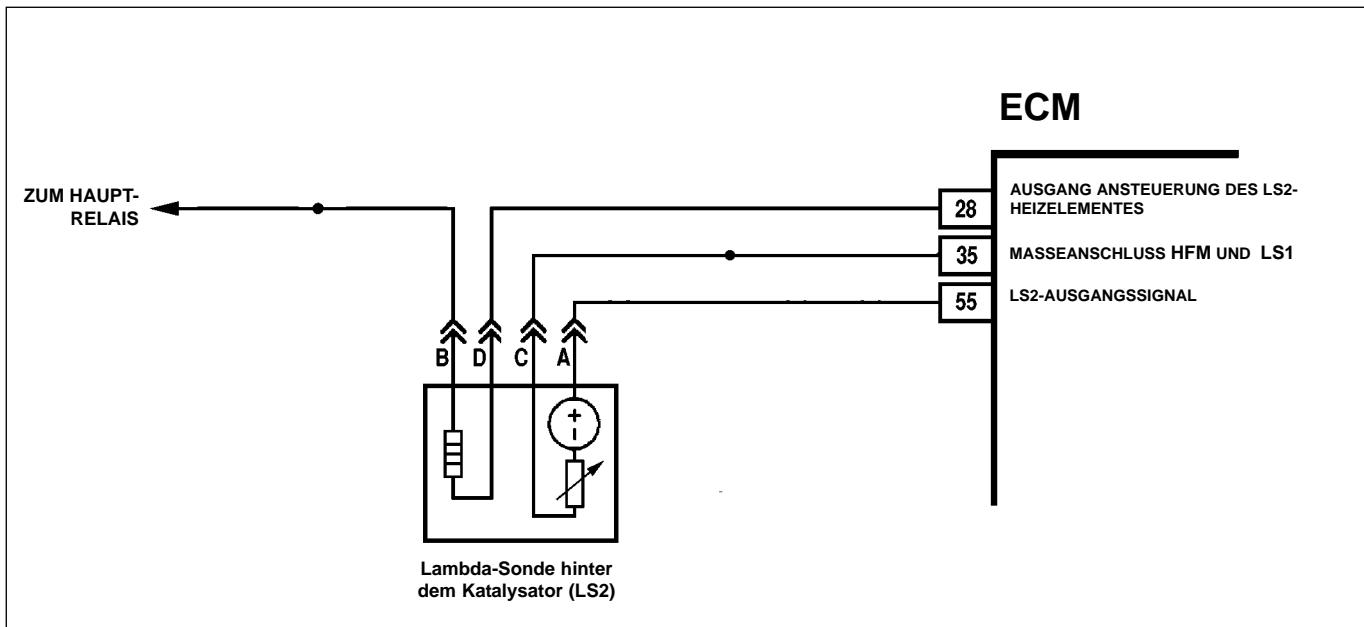 ECM
ZUM HAUPT-
RELAIS
28
AUSGANG ANSTEUERUNG DES LS2-
HEIZELEMENTES
35
MASSEANSCHLUSS HFM UND LS1
55
LS2-AUSGANGSSIGNAL
B D C A
+
−
Lambda-Sonde hinter
dem Katalysator (LS2)